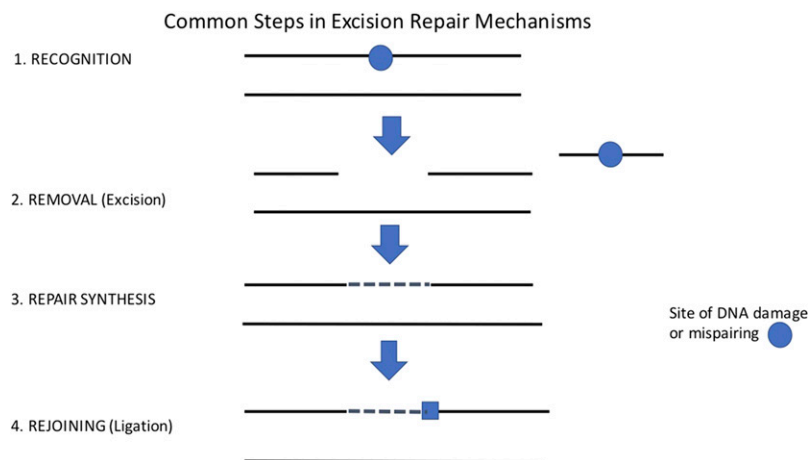 Common Steps in Excision Repair Mechanisms
1. RECOGNITION
2. REMOVAL (Excision)
3. REPAIR SYNTHESIS
Site of DNA damage
or mispairing
4. REJOINING (Ligation)